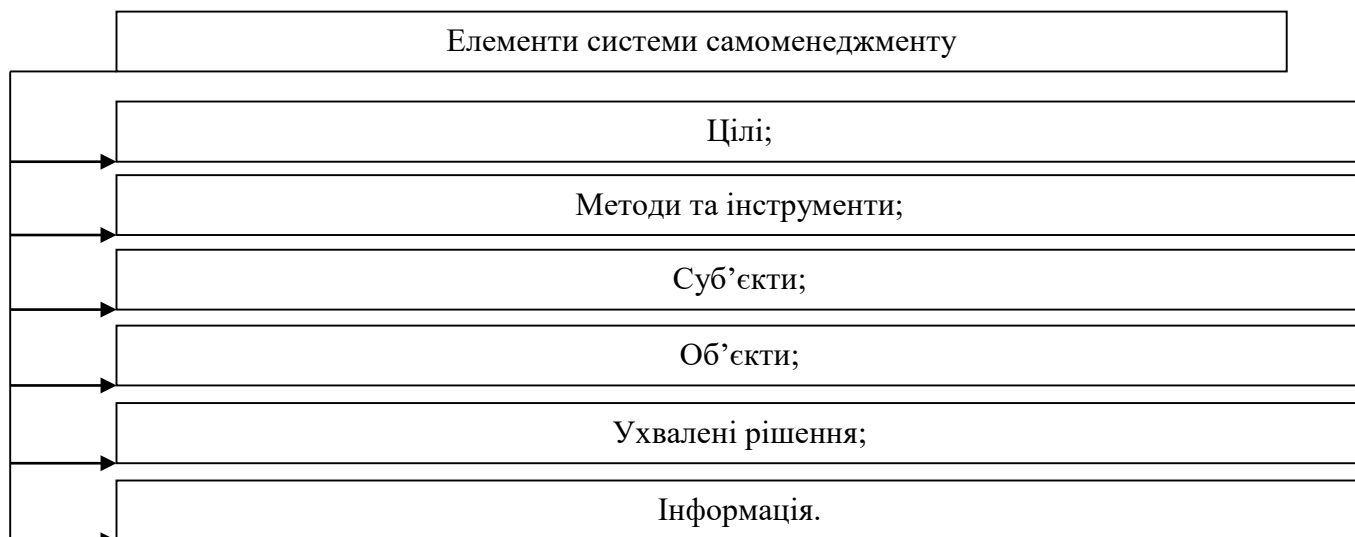 Елементи системи самоменеджменту
Цілі;
Методи та інструменти;
Суб’єкти;
Об’єкти;
Ухвалені рішення;
Інформація.